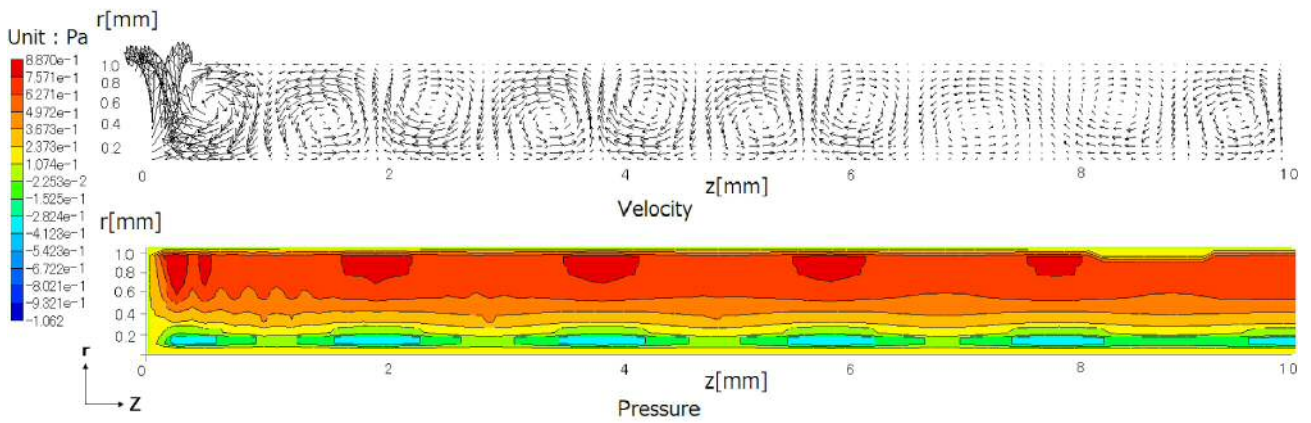 r[mm]
Unit : Pa
8.870e-1
7.571e-1
6.271e-1
4.972e-1
3.673e-1
2.373e-1
1.074e-1
-2.253e-2
-1.525e-1
-2.824e-1
-4.123e-1
-5.423e-1
-6.722e-1
-8.021e-1
-9.321e-1
-1.062
1.0
0.8
0.6
0.4
0.2
0 2 4 6 8 10
z[mm]
Velocity
r[mm]
1.0
0.8
0.6
0.4
0.2
0 2 4 6 8 10
z[mm]
Pressure
r
Z